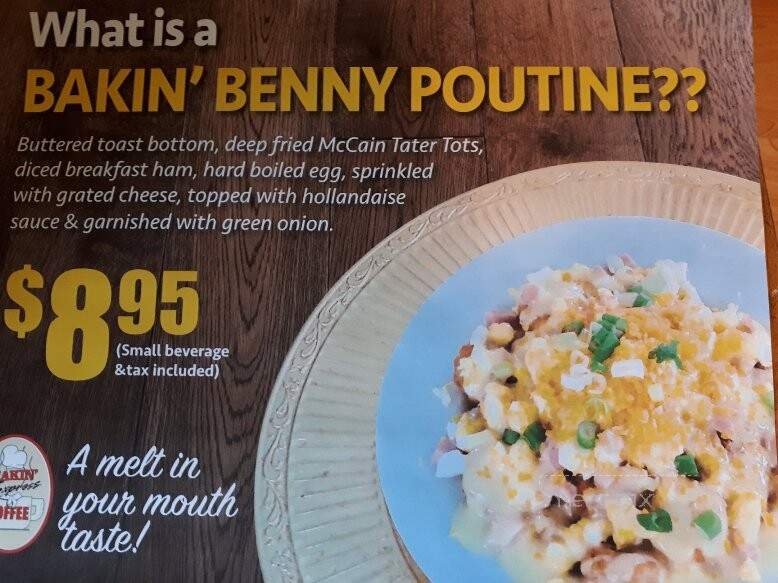 What is a
BAKIN' BENNY POUTINE??
Buttered toast bottom, deep fried McCain Tater Tots,
diced breakfast ham, hard boiled egg, sprinkled
with grated cheese, topped with hollandaise
sauce & garnished with green onion.
$8 95
(Small beverage
&tax included)
A melt in
your mouth
taste!